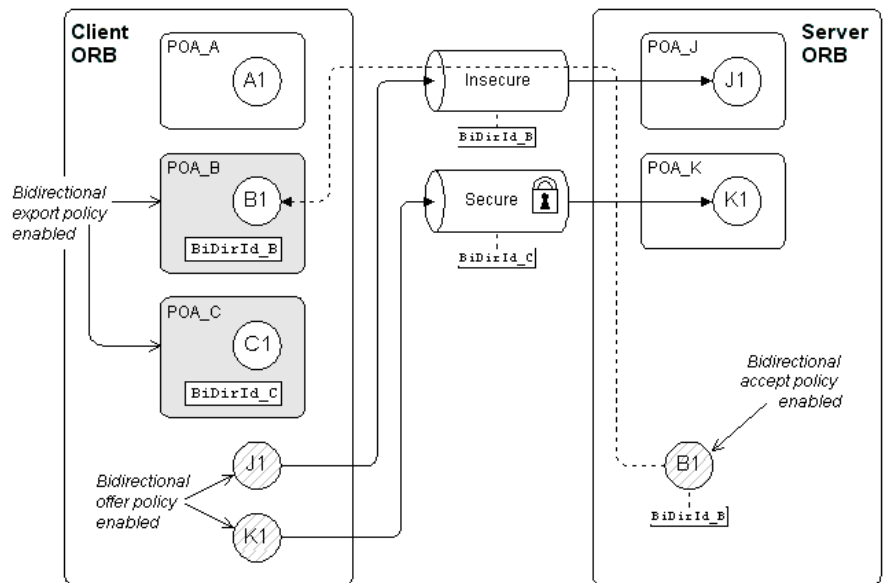 Client
ORB
POA_A
A1
POA_B
B1
BiDirId_B
POA_C
C1
BiDirId_C
J1
K1
Bidirectional
export policy
enabled
Bidirectional
offer policy
enabled
Insecure
BiDirId_B
Secure
BiDirId_C
Server
ORB
POA_J
J1
POA_K
K1
Bidirectional
accept policy
enabled
B1
BiDirId_B